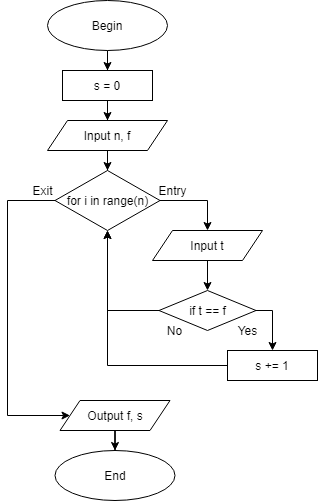 Begin
s = 0
Input n, f
Exit
for i in range(n)
Entry
Input t
if t == f
No
Yes
s += 1
Output f, s
End